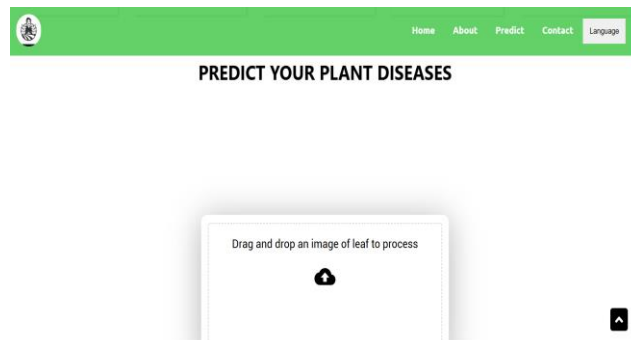 Home About Predict Contact Language
PREDICT YOUR PLANT DISEASES
Drag and drop an image of leaf to process